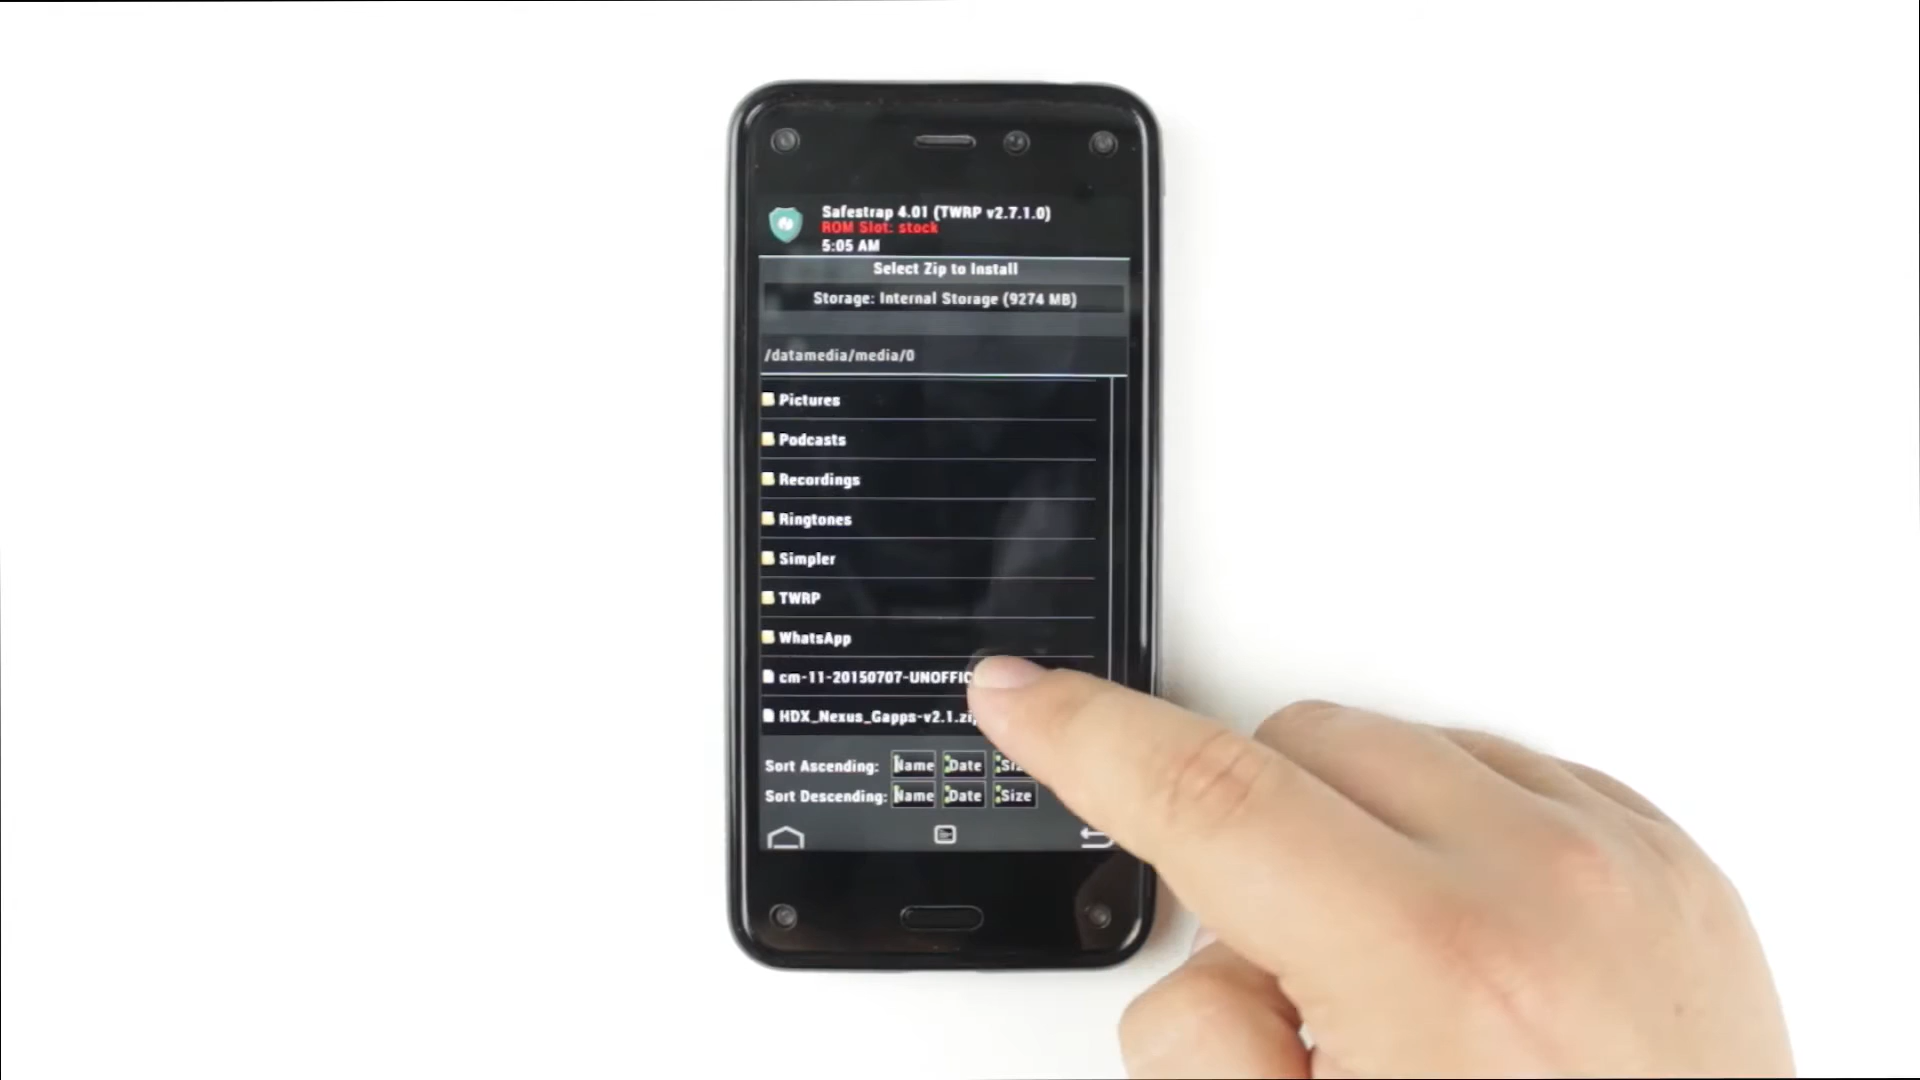 Safestrap 4.01 (TWRP v2.7.1.0)
ROM Slot: stock
5:05 AM
Select Zip to Install
Storage: Internal Storage (9274 MB)
/datamedia/media/0
Pictures
Podcasts
Recordings
Ringtones
Simpler
TWRP
WhatsApp
cm-11-20150707-UNOFFIC
HDX_Nexus_Gapps-v2.1.zi
Sort Ascending: Name Date Size
Sort Descending: Name Date Size